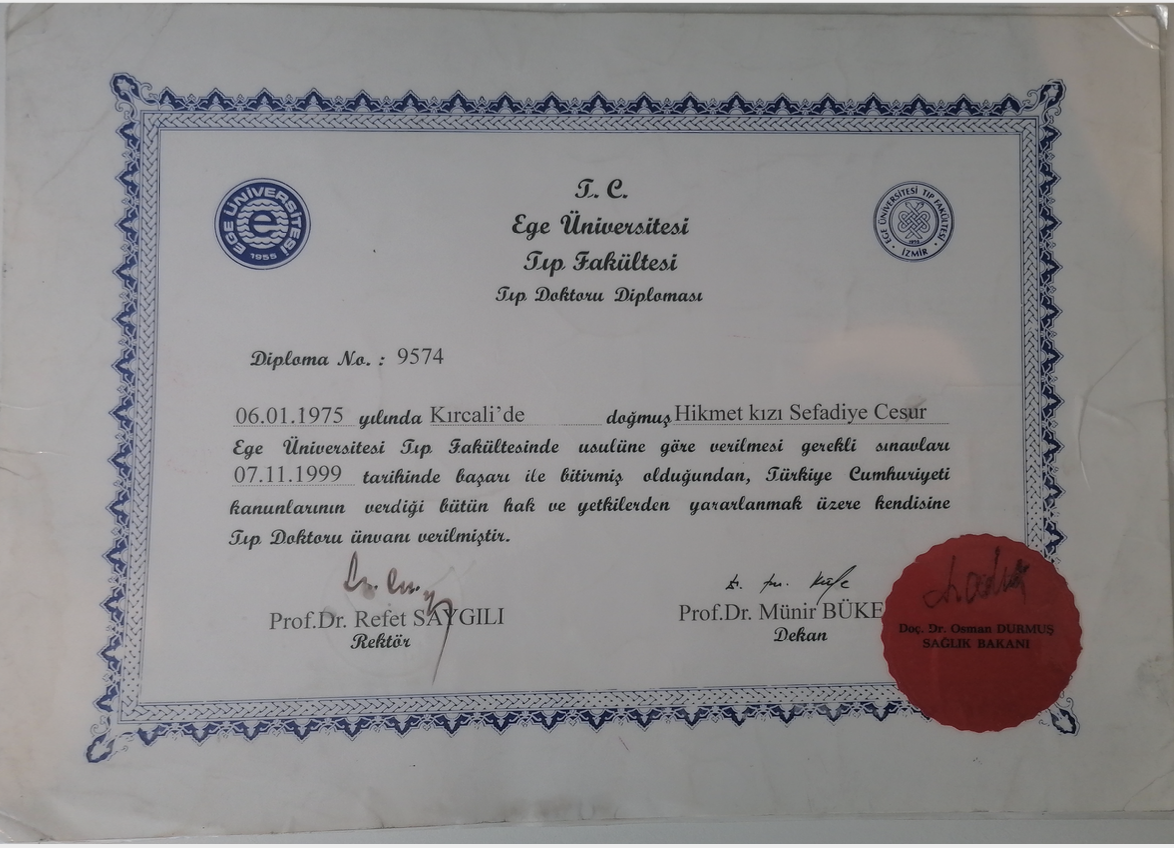 EGE ÜNİVERSİTESİ
1955
T. C.
Ege Üniversitesi
Tıp Fakültesi
Tıp Doktoru Diploması
EGE ÜNİVERSİTESİ TIP FAKÜLTESİ
İZMİR
Diploma No. : 9574
06.01.1975 yılında Kırcali’de doğmuş Hikmet kızı Sefadiye Cesur
Ege Üniversitesi Tıp Fakültesinde usulüne göre verilmesi gerekli sınavları
07.11.1999 tarihinde başarı ile bitirmiş olduğundan, Türkiye Cumhuriyeti
kanunlarının verdiği bütün hak ve yetkilerden yararlanmak üzere kendisine
Tıp Doktoru ünvanı verilmiştir.
Prof.Dr. Refet SAYGILI
Rektör
Prof.Dr. Münir BÜKE
Dekan
Doç. Dr. Osman DURMUŞ
SAĞLIK BAKANI